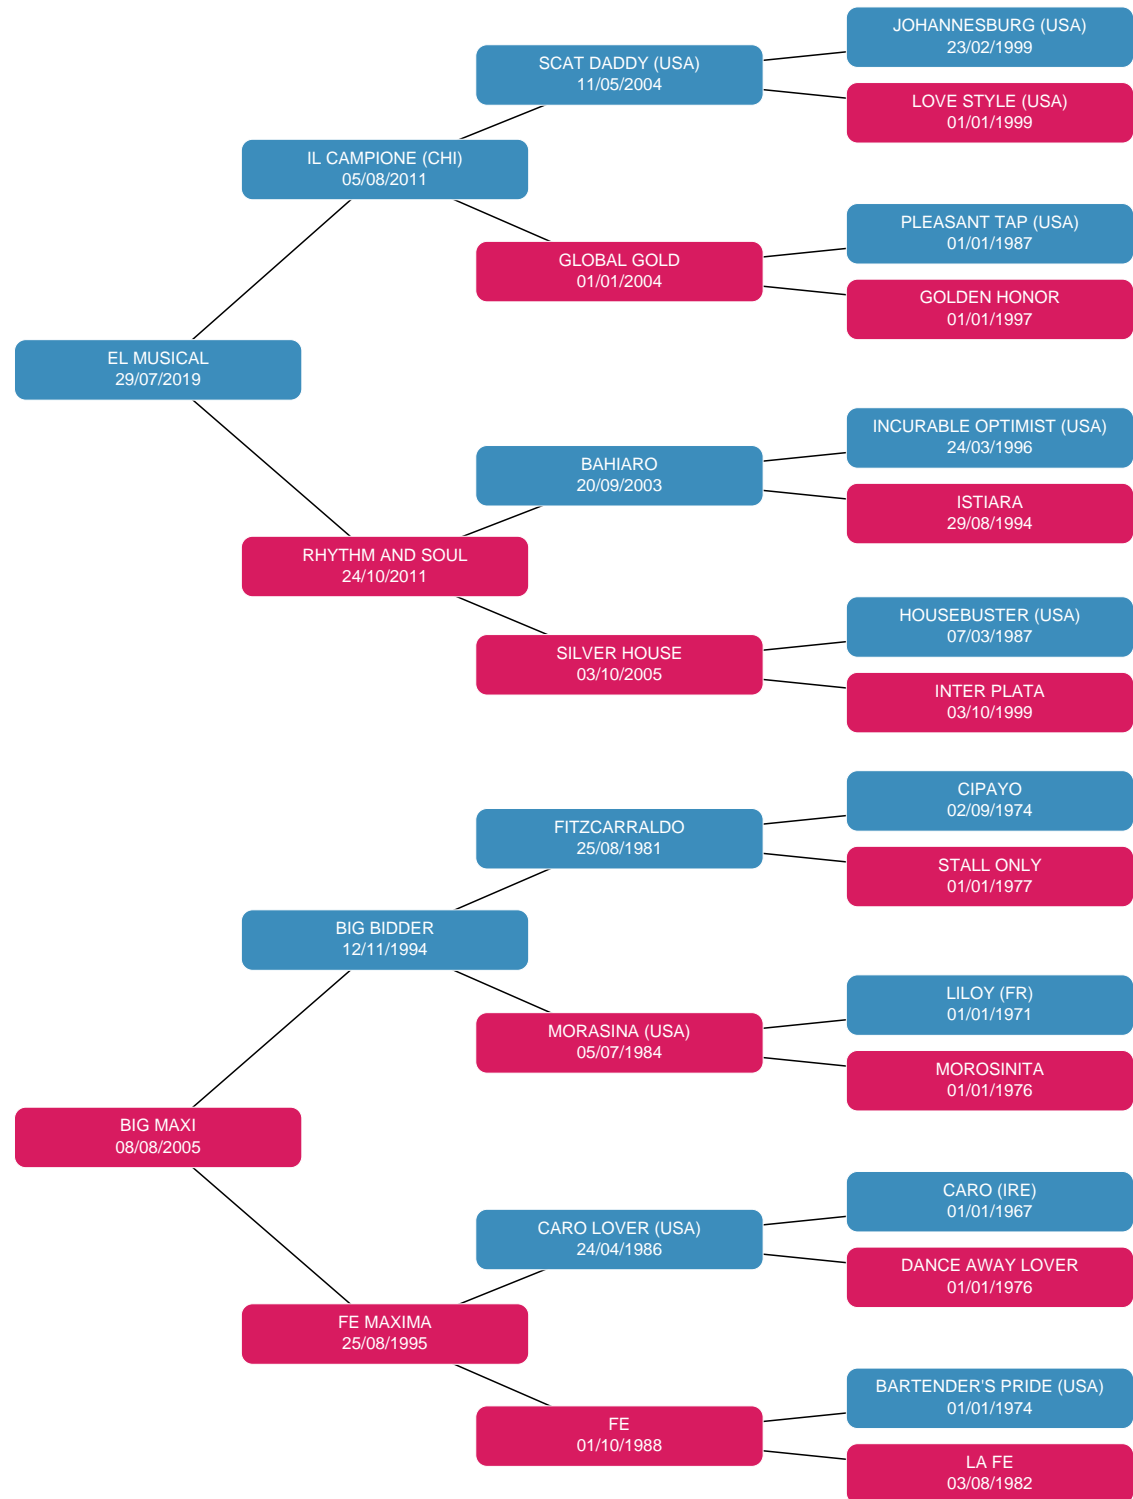 JOHANNESBURG (USA)
23/02/1999
SCAT DADDY (USA)
11/05/2004
LOVE STYLE (USA)
01/01/1999
IL CAMPIONE (CHI)
05/08/2011
PLEASANT TAP (USA)
01/01/1987
GLOBAL GOLD
01/01/2004
GOLDEN HONOR
01/01/1997
EL MUSICAL
29/07/2019
INCURABLE OPTIMIST (USA)
24/03/1996
BAHIARO
20/09/2003
ISTIARA
29/08/1994
RHYTHM AND SOUL
24/10/2011
HOUSEBUSTER (USA)
07/03/1987
SILVER HOUSE
03/10/2005
INTER PLATA
03/10/1999
CIPAYO
02/09/1974
FITZCARRALDO
25/08/1981
STALL ONLY
01/01/1977
BIG BIDDER
12/11/1994
LILOY (FR)
01/01/1971
MORASINA (USA)
05/07/1984
MOROSINITA
01/01/1976
BIG MAXI
08/08/2005
CARO (IRE)
01/01/1967
CARO LOVER (USA)
24/04/1986
DANCE AWAY LOVER
01/01/1976
FE MAXIMA
25/08/1995
BARTENDER'S PRIDE (USA)
01/01/1974
FE
01/10/1988
LA FE
03/08/1982